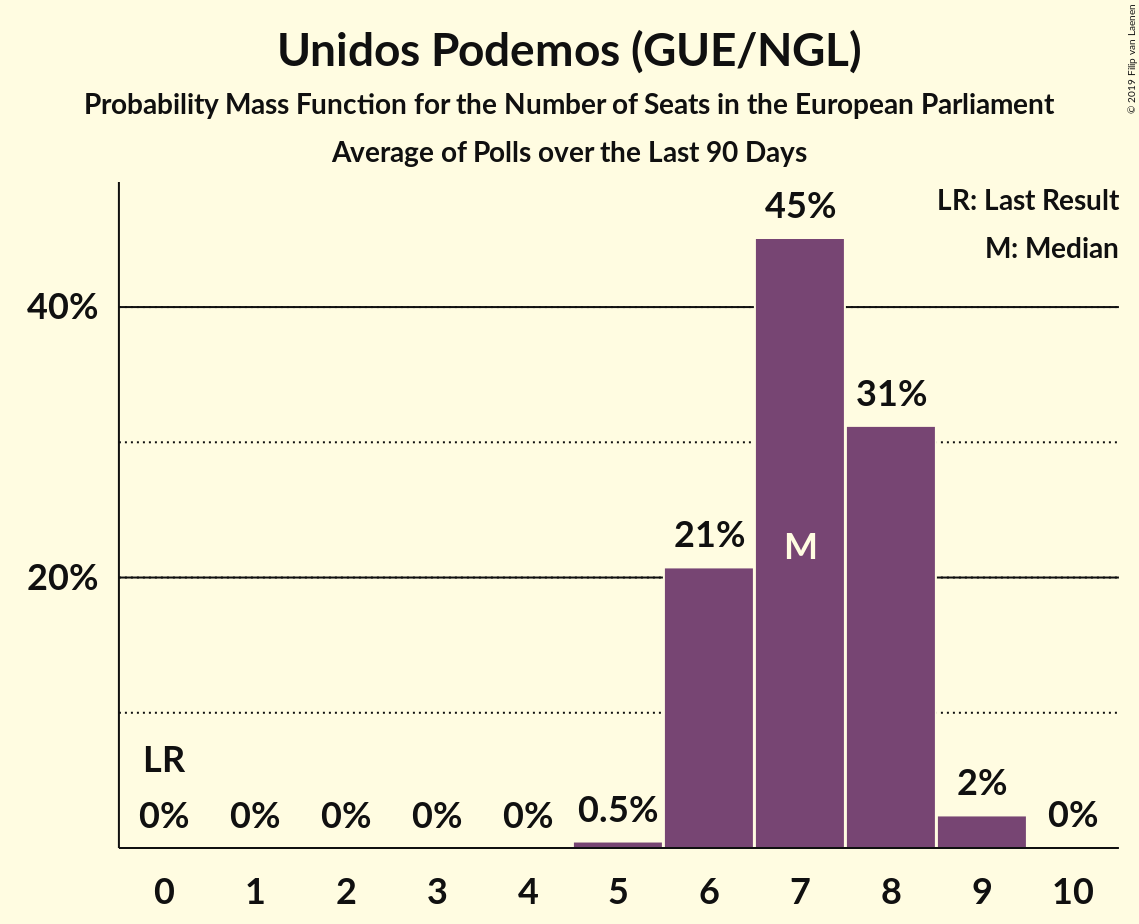 Unidos Podemos (GUE/NGL)
Probability Mass Function for the Number of Seats in the European Parliament
Average of Polls over the Last 90 Days
© 2019 Filip van Laenen
LR: Last Result
M: Median
45%
40%
31%
21%
M
20%
LR
0% 0% 0% 0% 0% 0.5% 2% 0%
0 1 2 3 4 5 6 7 8 9 10